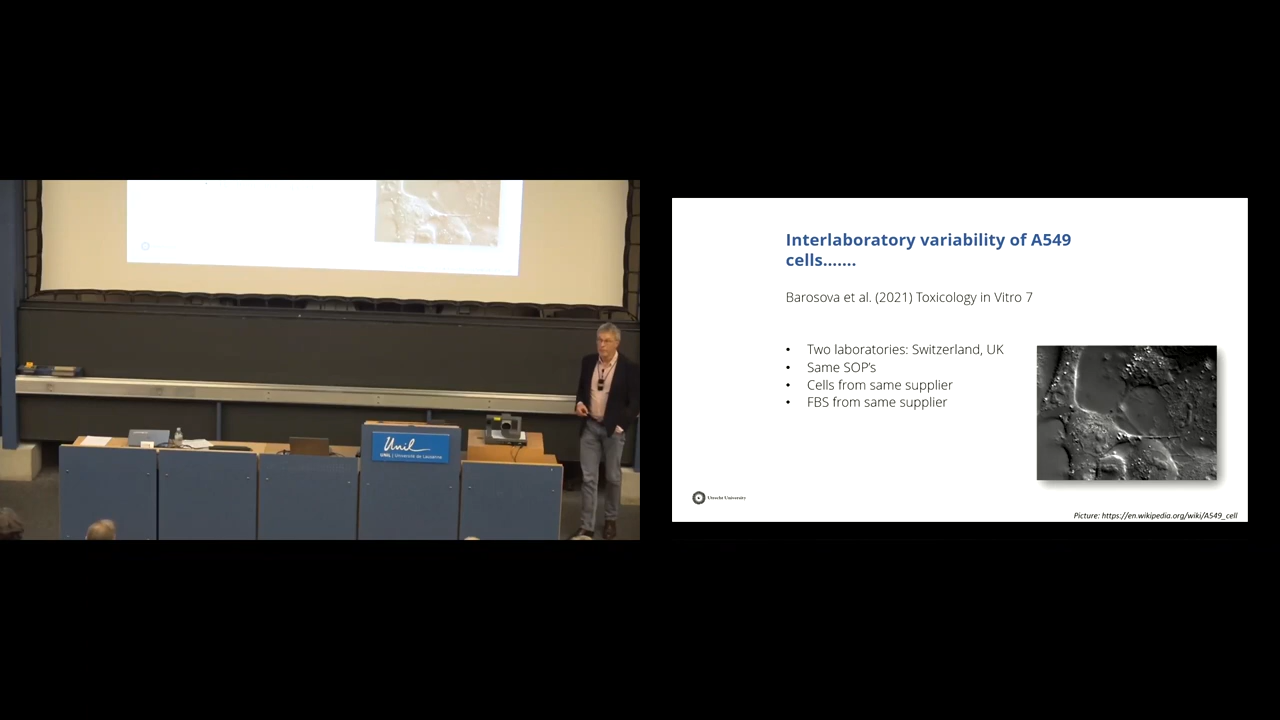 Unil
UNIL | Université de Lausanne
Interlaboratory variability of A549
cells.......
Barosova et al. (2021) Toxicology in Vitro 7
• Two laboratories: Switzerland, UK
• Same SOP's
• Cells from same supplier
• FBS from same supplier
Utrecht University
Picture: https://en.wikipedia.org/wiki/A549_cell